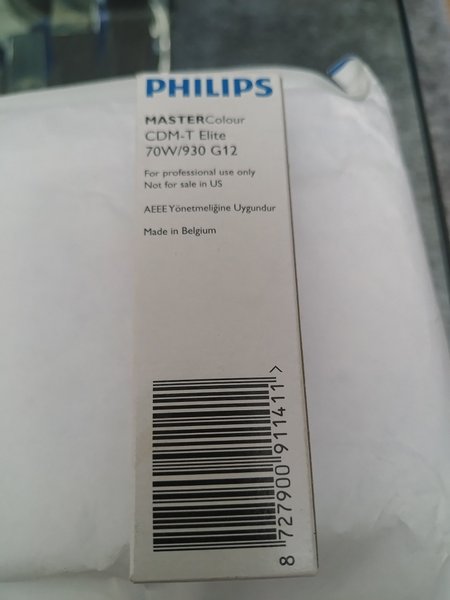 PHILIPS
MASTERColour
CDM-T Elite
70W/930 G12
For professional use only
Not for sale in US
AEEE Yönetmeliğine Uygundur
Made in Belgium
8 727900 911411 >